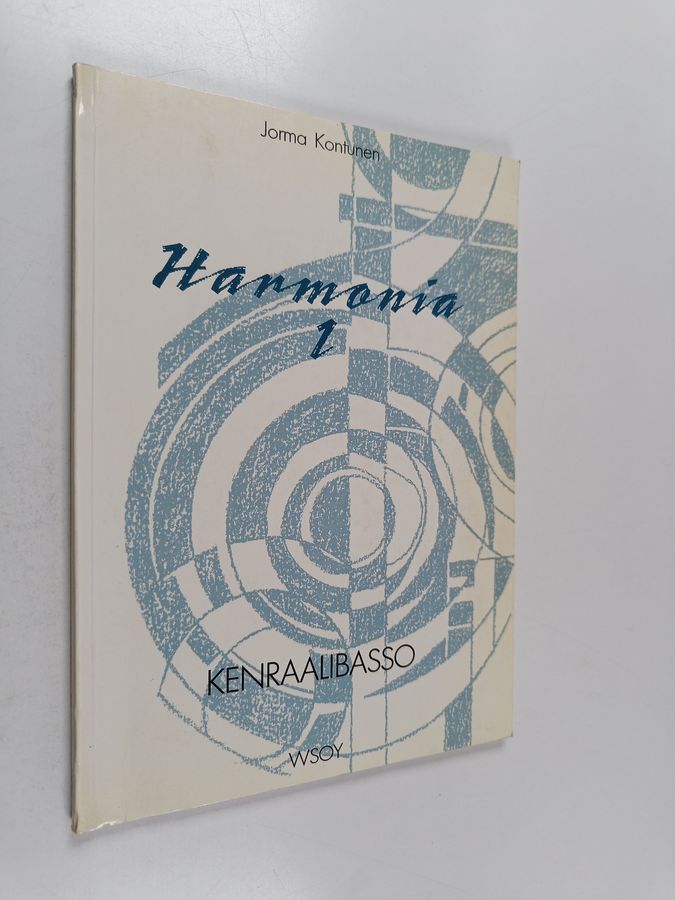 Jorma Kontunen
Harmonia
1
KENRAALIBASSO
WSOY